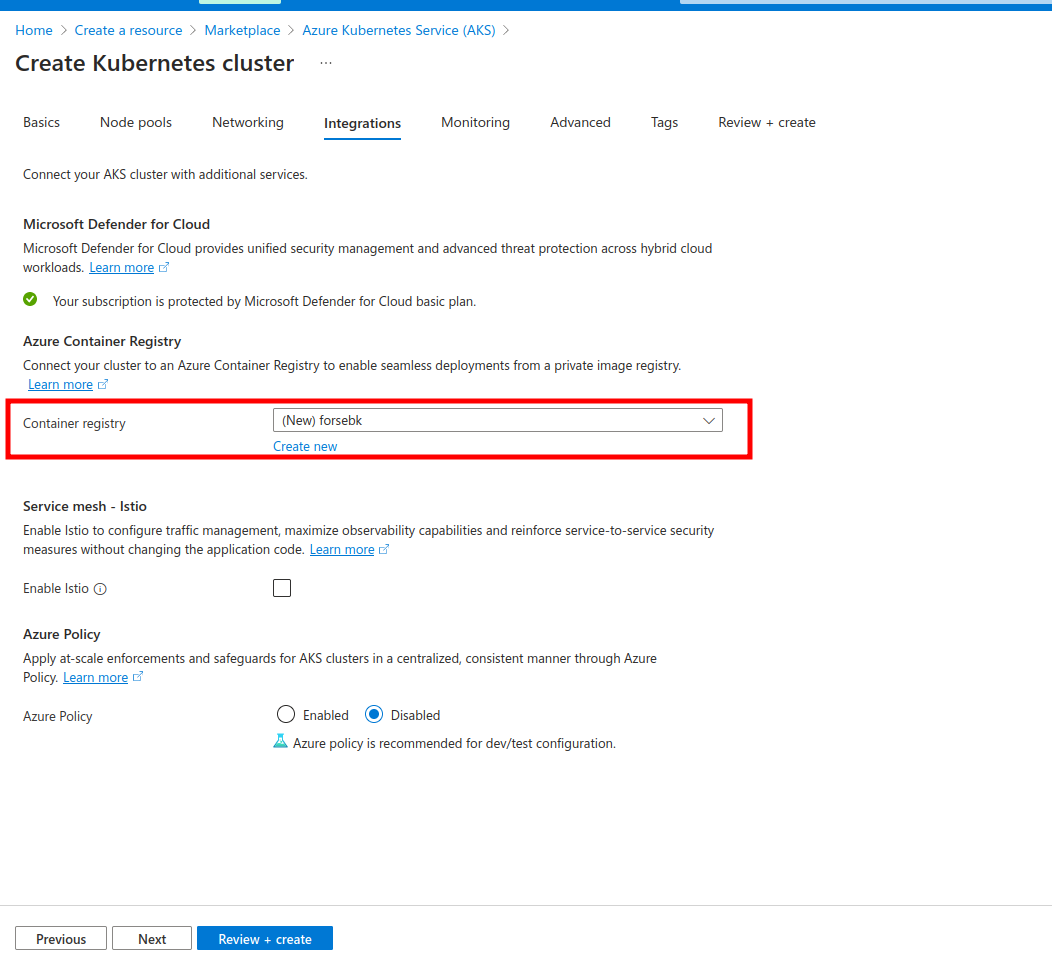 Home > Create a resource > Marketplace > Azure Kubernetes Service (AKS) >
Create Kubernetes cluster ...
Basics Node pools Networking Integrations Monitoring Advanced Tags Review + create
Connect your AKS cluster with additional services.
Microsoft Defender for Cloud
Microsoft Defender for Cloud provides unified security management and advanced threat protection across hybrid cloud
workloads. Learn more
Your subscription is protected by Microsoft Defender for Cloud basic plan.
Azure Container Registry
Connect your cluster to an Azure Container Registry to enable seamless deployments from a private image registry.
Learn more
Container registry (New) forsebk
Create new
Service mesh - Istio
Enable Istio to configure traffic management, maximize observability capabilities and reinforce service-to-service security
measures without changing the application code. Learn more
Enable Istio
Azure Policy
Apply at-scale enforcements and safeguards for AKS clusters in a centralized, consistent manner through Azure
Policy. Learn more
Azure Policy Enabled Disabled
Azure policy is recommended for dev/test configuration.
Previous Next Review + create